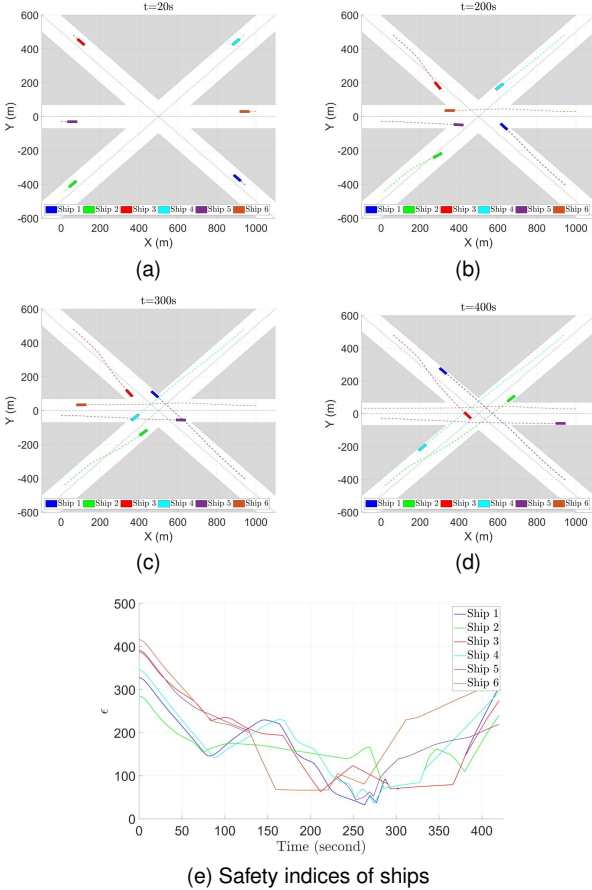 t=20s
t=200s
600
400
200
0
-200
-400
-600
Y (m)
Ship 1 Ship 2 Ship 3 Ship 4 Ship 5 Ship 6
0 200 400 600 800 1000
X (m)
(a)
600
400
200
0
-200
-400
-600
Y (m)
Ship 1 Ship 2 Ship 3 Ship 4 Ship 5 Ship 6
0 200 400 600 800 1000
X (m)
(b)
t=300s
600
400
200
0
-200
-400
-600
Y (m)
Ship 1 Ship 2 Ship 3 Ship 4 Ship 5 Ship 6
0 200 400 600 800 1000
X (m)
(c)
t=400s
600
400
200
0
-200
-400
-600
Y (m)
Ship 1 Ship 2 Ship 3 Ship 4 Ship 5 Ship 6
0 200 400 600 800 1000
X (m)
(d)
500
400
300
200
100
0
ϵ
Ship 1
Ship 2
Ship 3
Ship 4
Ship 5
Ship 6
0 50 100 150 200 250 300 350 400
Time (second)
(e) Safety indices of ships